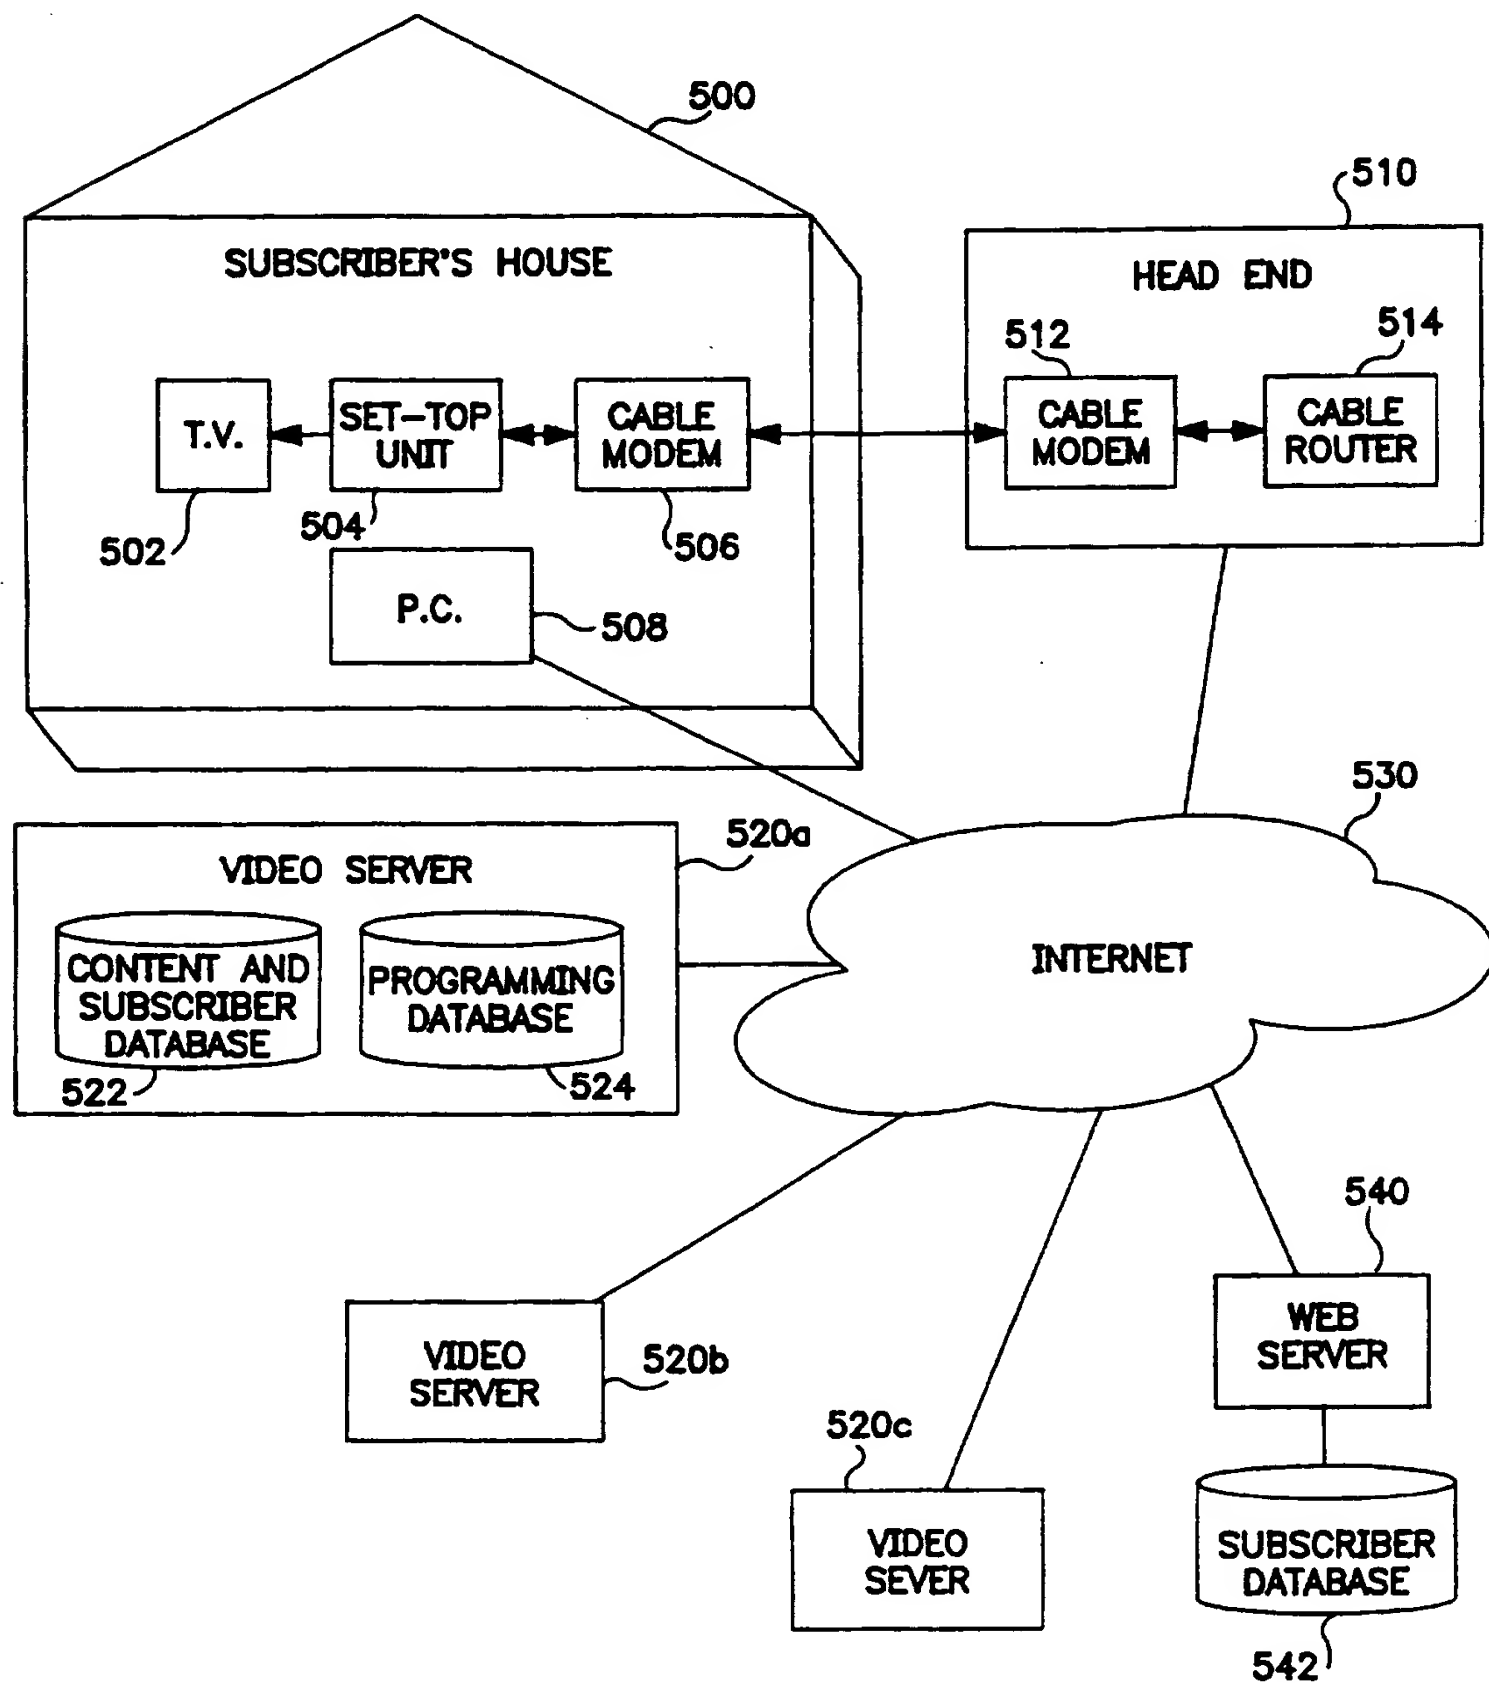 500
510
SUBSCRIBER'S HOUSE
HEAD END
512
514
T.V.
SET-TOP
UNIT
CABLE
MODEM
CABLE
MODEM
CABLE
ROUTER
502
504
506
P.C.
508
530
520a
VIDEO SERVER
CONTENT AND
SUBSCRIBER
DATABASE
522
PROGRAMMING
DATABASE
524
INTERNET
540
WEB
SERVER
VIDEO
SERVER
520b
520c
VIDEO
SEVER
SUBSCRIBER
DATABASE
542